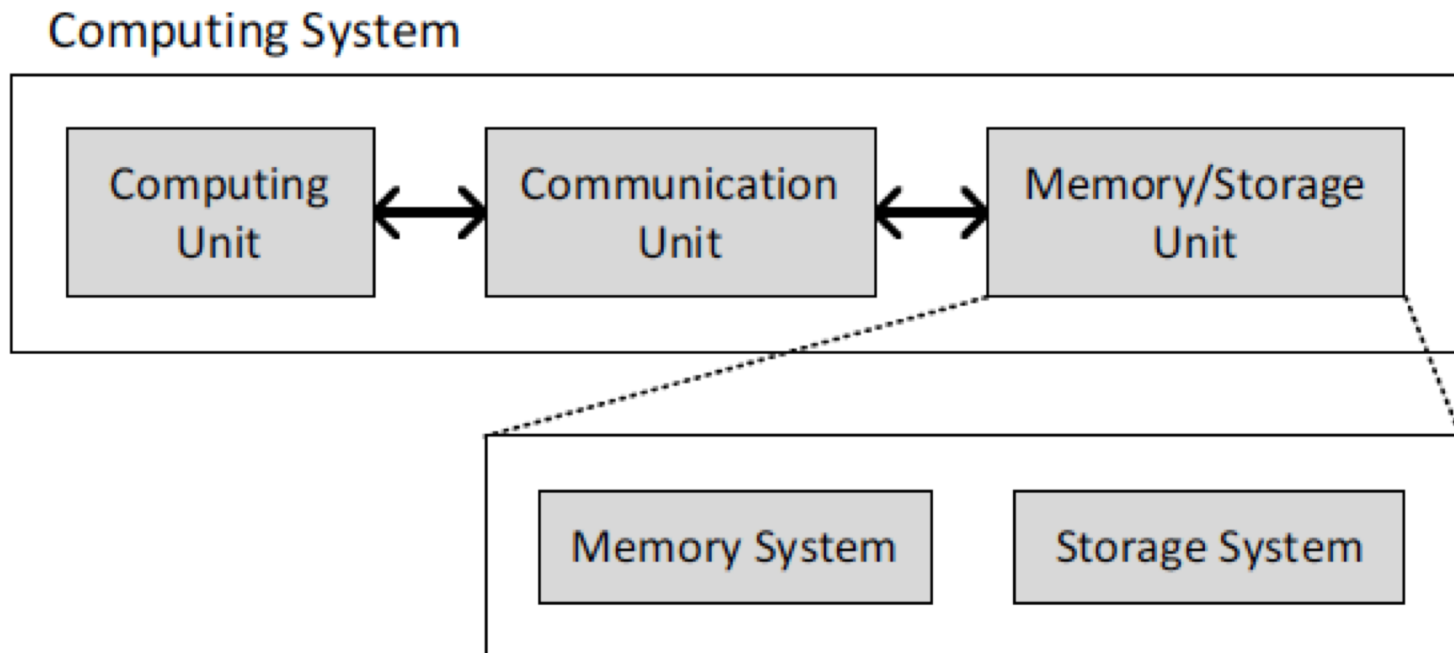 Computing System
Computing
Unit
Communication
Unit
Memory/Storage
Unit
Memory System
Storage System